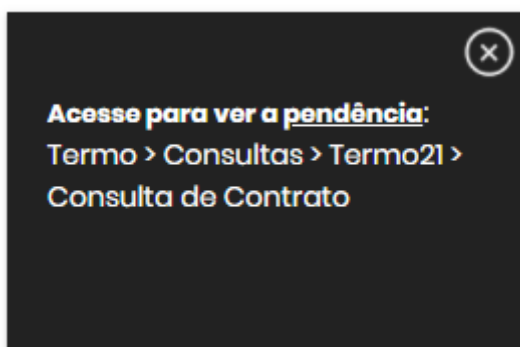 Acesse para ver a pendência:
Termo > Consultas > Termo21 >
Consulta de Contrato